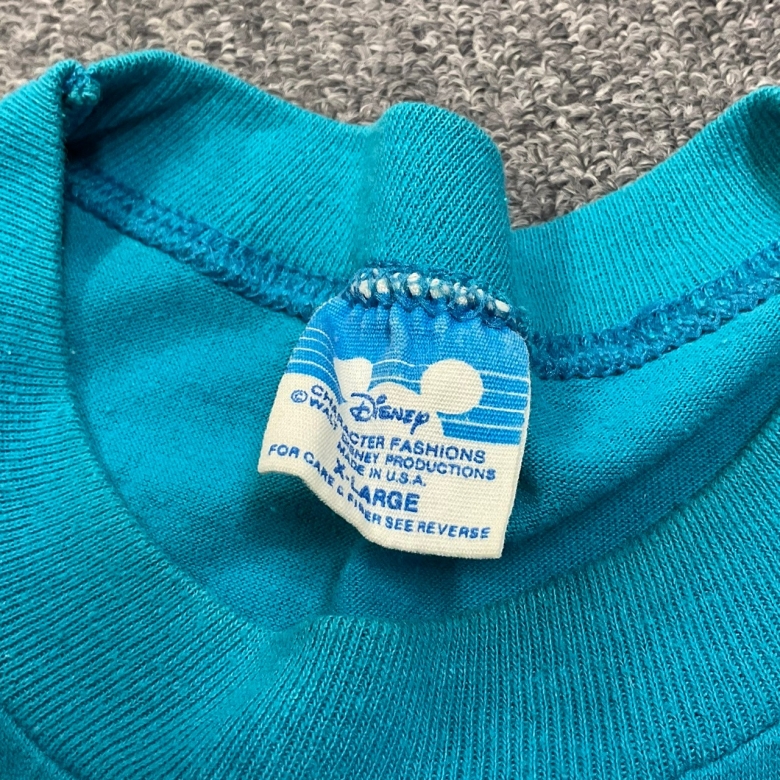 Disney
CHARACTER FASHIONS
© WALT DISNEY PRODUCTIONS
MADE IN U.S.A.
X-LARGE
FOR CARE & FIBER SEE REVERSE